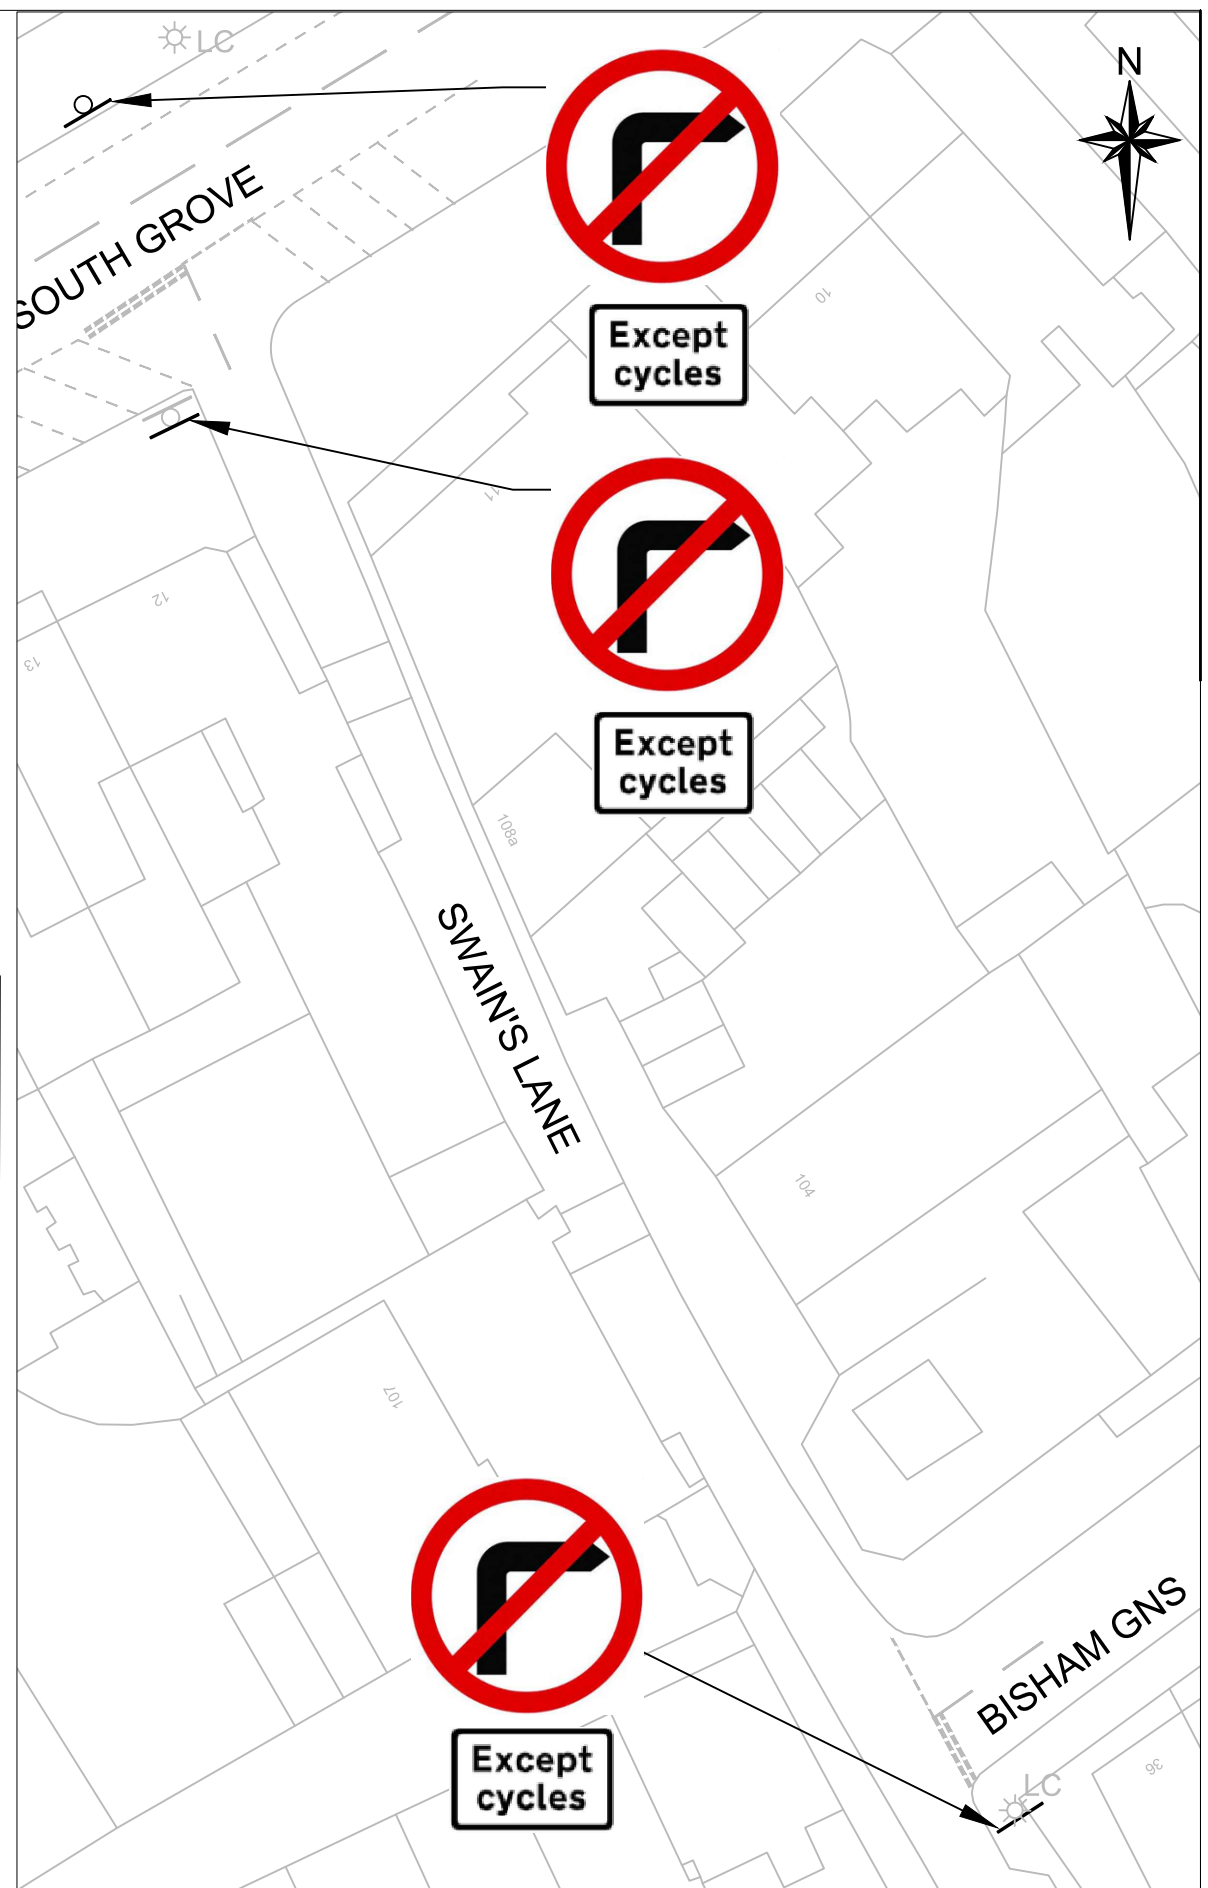 LC
N
SOUTH GROVE
Except
cycles
10
11
Except
cycles
12
13
108a
SWAIN'S LANE
104
107
Except
cycles
BISHAM GNS
36
LC